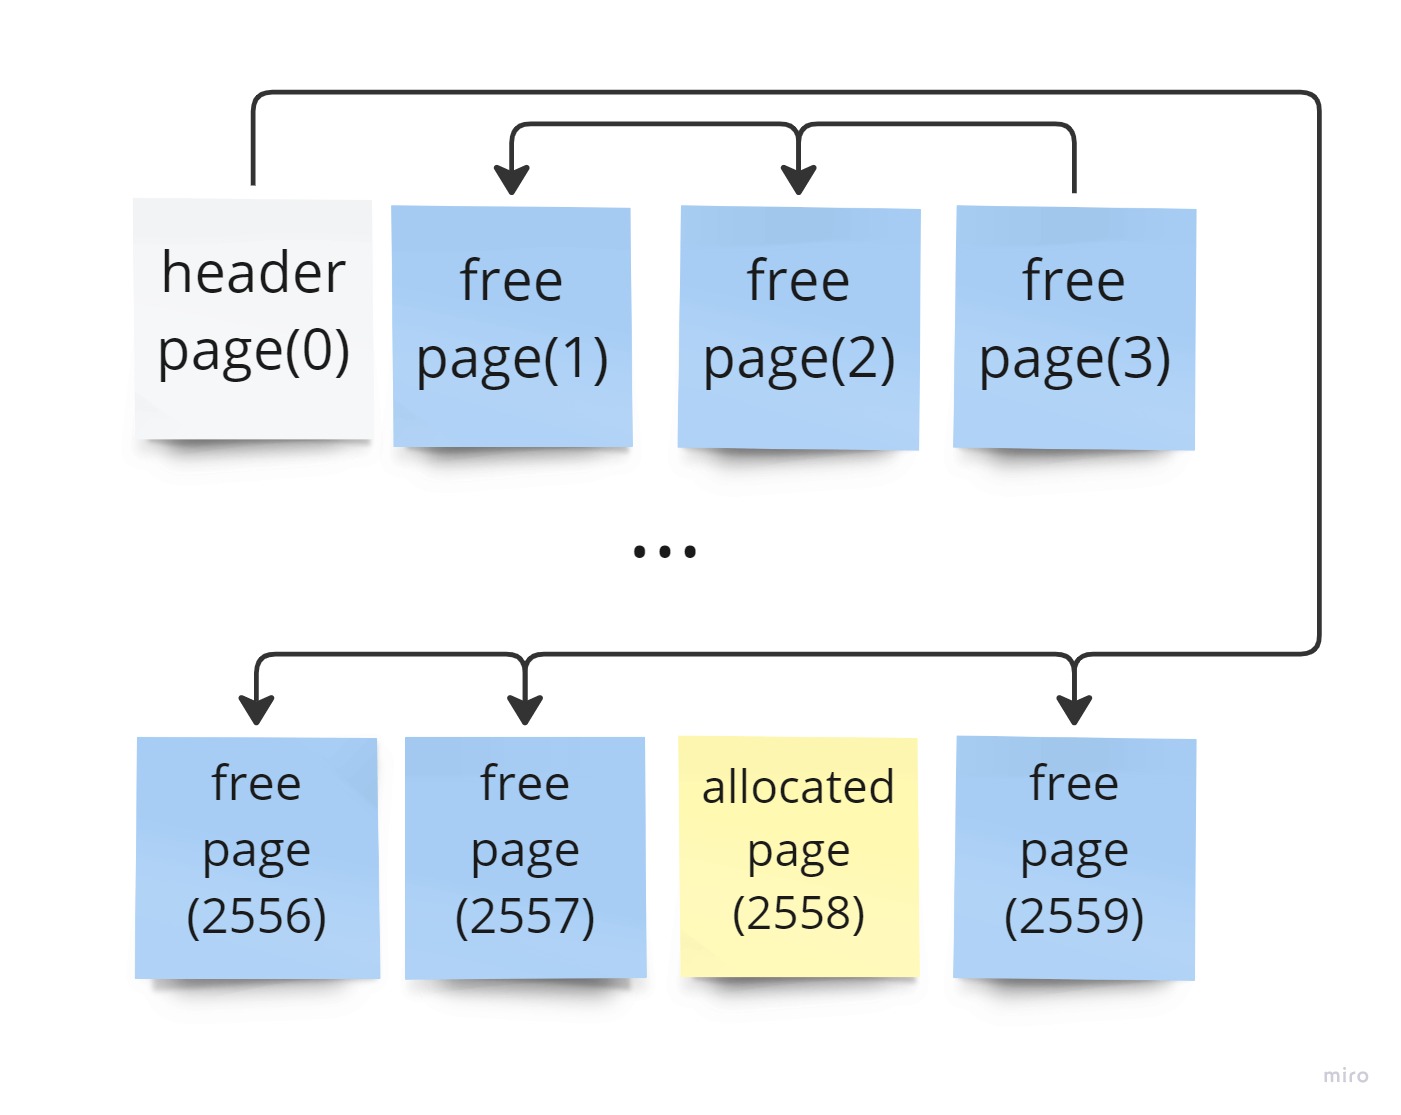 header
page(0)
free
page(1)
free
page(2)
free
page(3)
...
free
page
(2556)
free
page
(2557)
allocated
page
(2558)
free
page
(2559)
miro